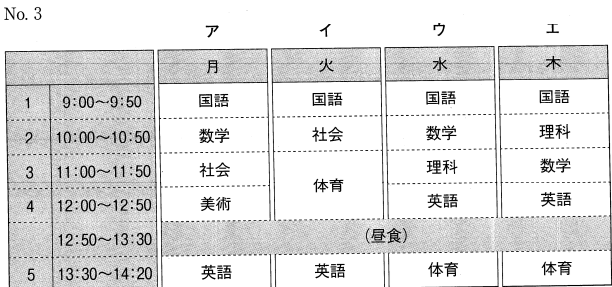 No. 3
ア イ ウ エ
月 火 水 木
1 9:00～9:50 国語 国語 国語 国語
2 10:00～10:50 数学 社会 数学 理科
3 11:00～11:50 社会 体育 理科 数学
4 12:00～12:50 美術 英語 英語
12:50～13:30 (昼食)
5 13:30～14:20 英語 英語 体育 体育